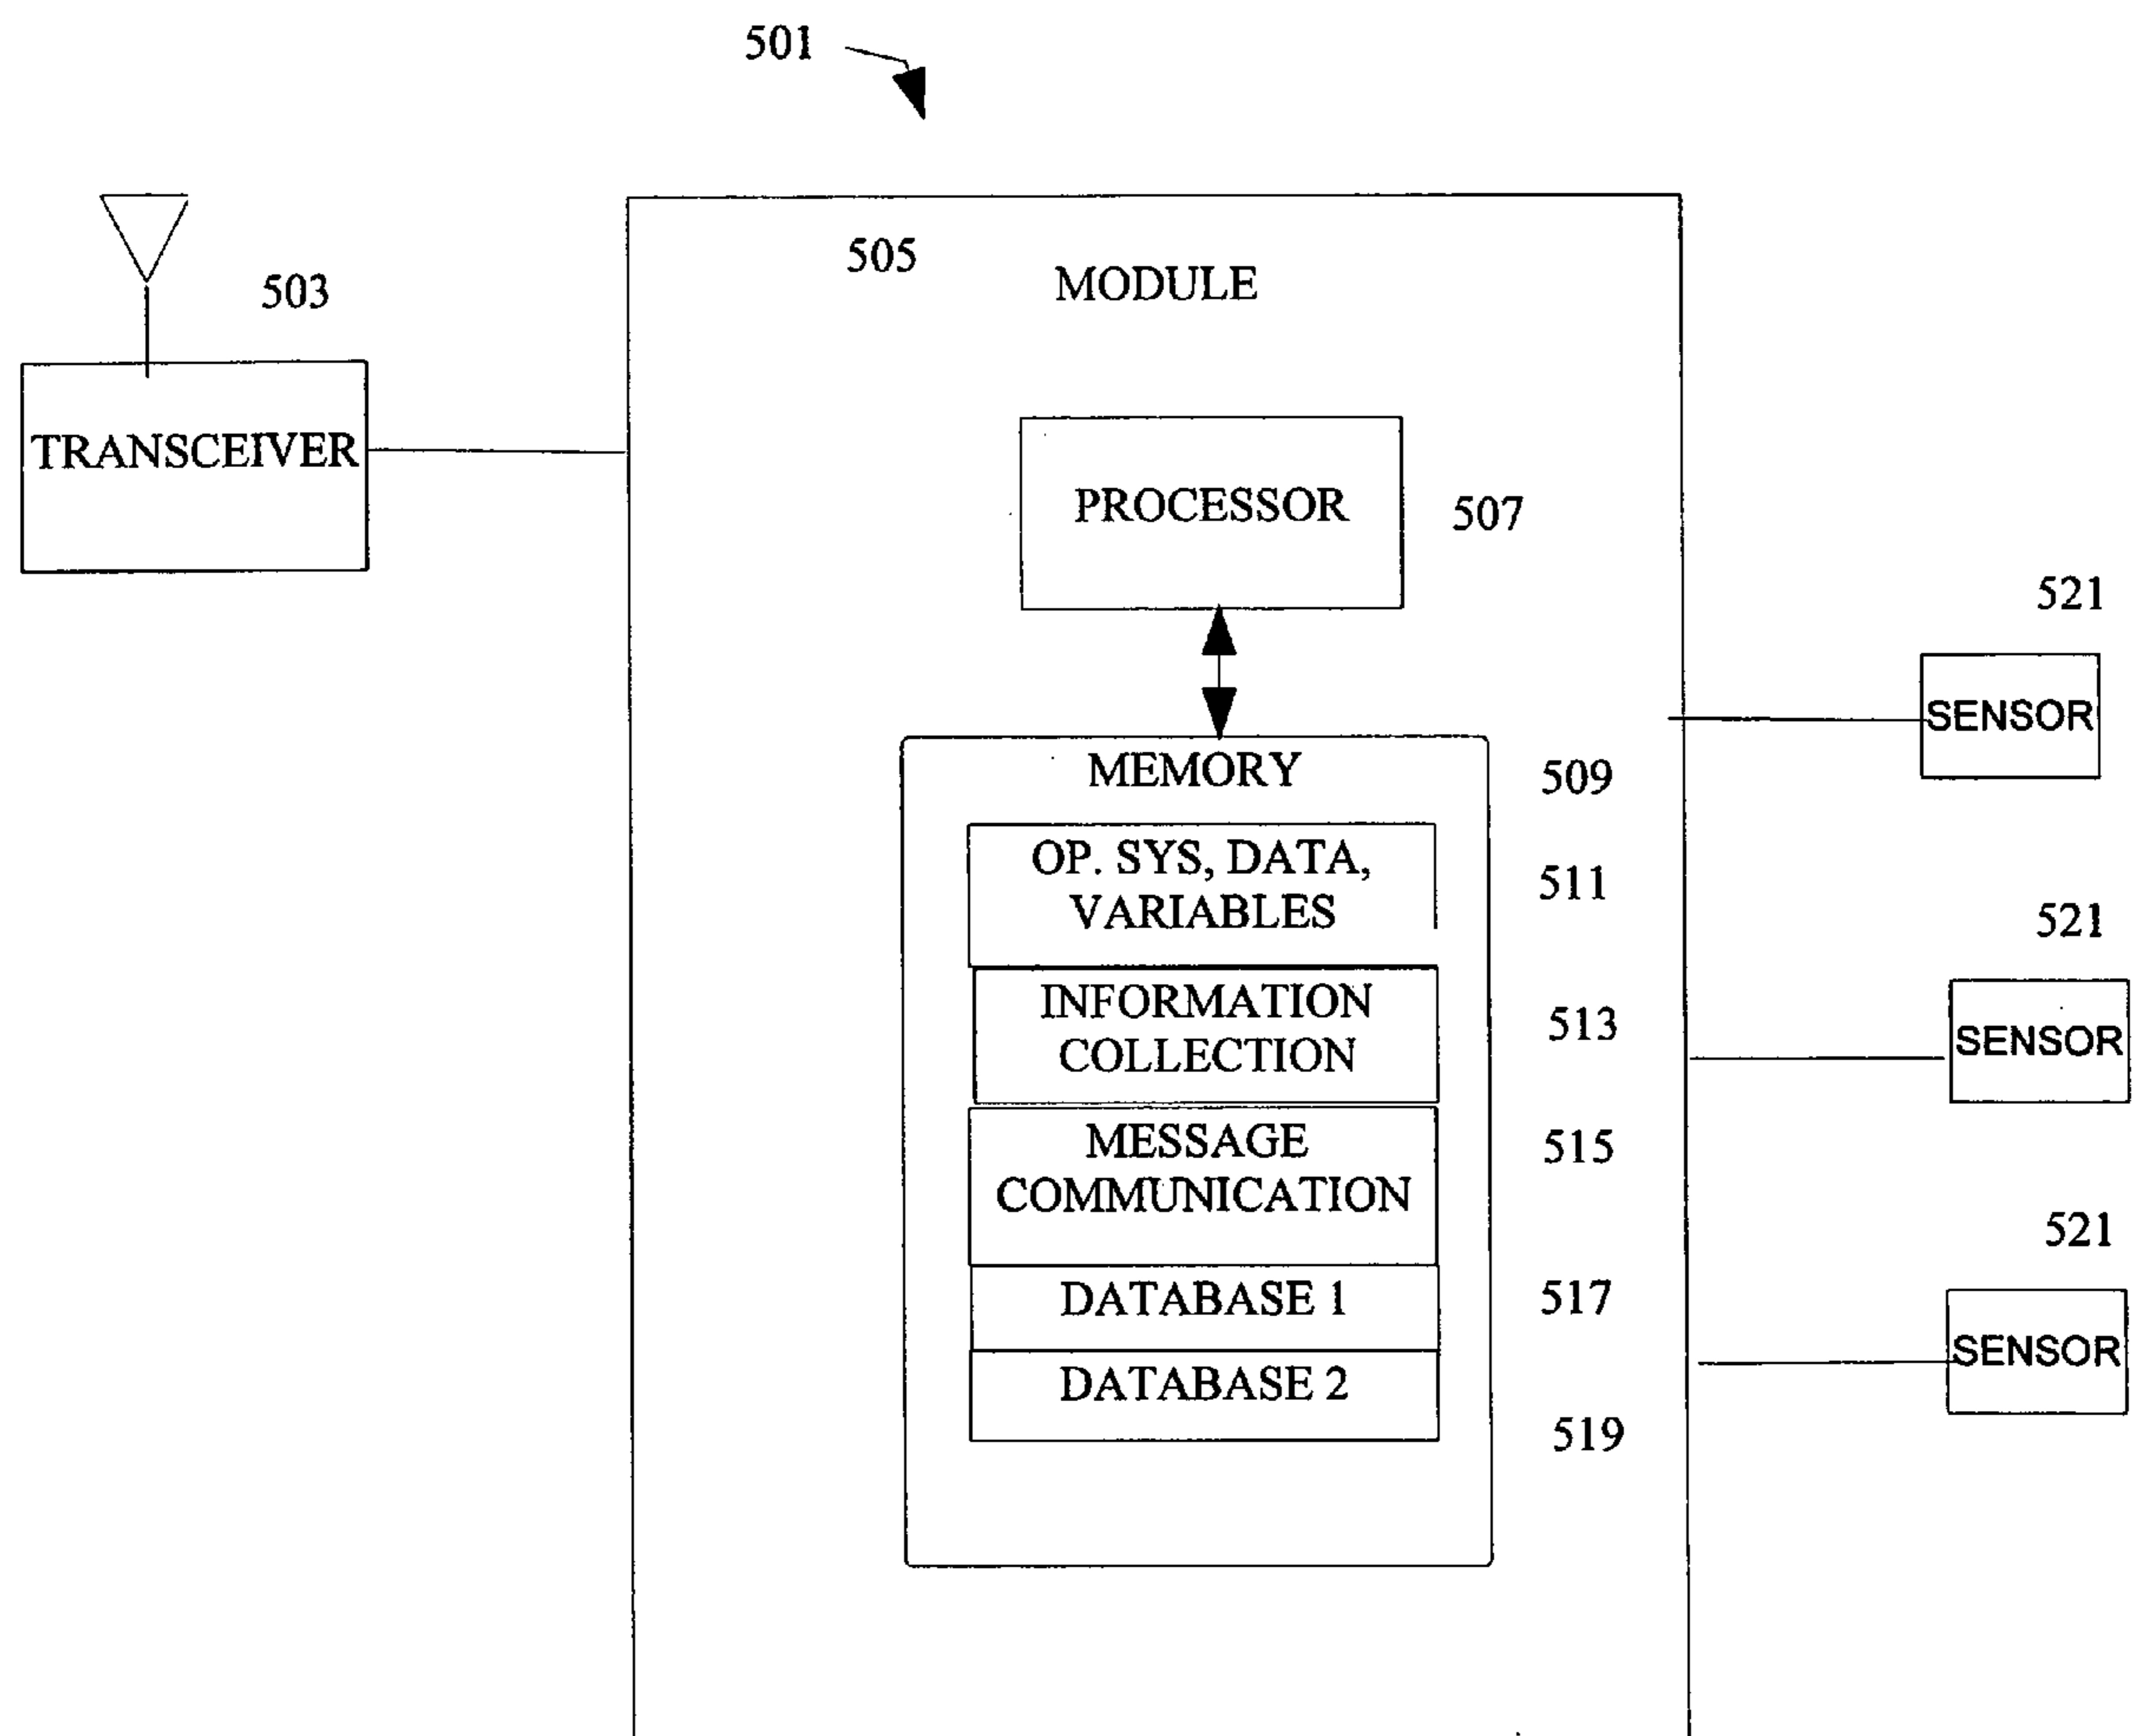 501
505
MODULE
503
TRANSCEIVER
PROCESSOR
507
521
SENSOR
MEMORY
509
OP. SYS, DATA,
VARIABLES
511
521
INFORMATION
COLLECTION
513
SENSOR
MESSAGE
COMMUNICATION
515
521
DATABASE 1
517
SENSOR
DATABASE 2
519